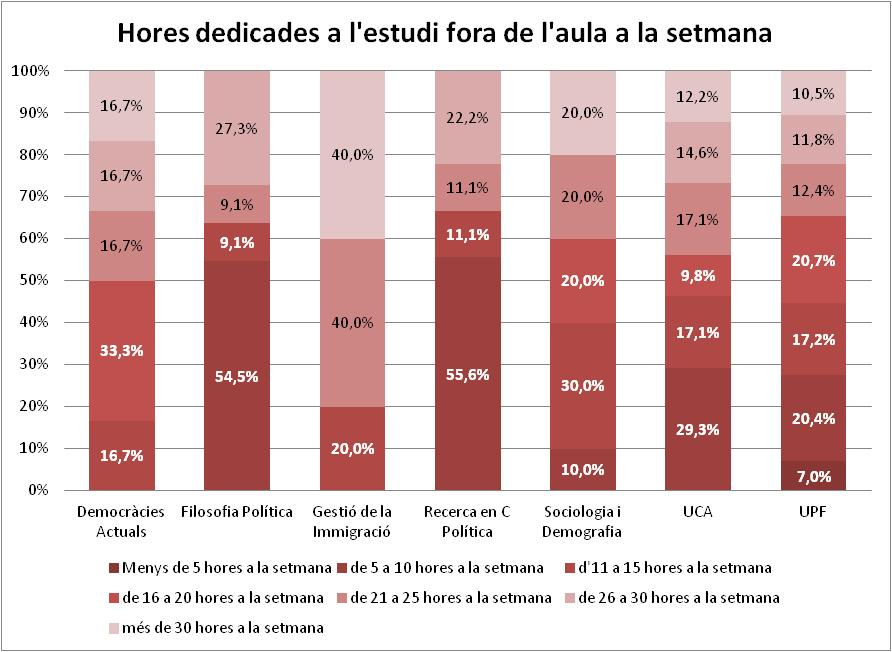 Hores dedicades a l'estudi fora de l'aula a la setmana
100%
90%
80%
70%
60%
50%
40%
30%
20%
10%
0%
16,7%
16,7%
16,7%
33,3%
16,7%
27,3%
9,1%
9,1%
54,5%
40,0%
40,0%
20,0%
22,2%
11,1%
11,1%
55,6%
20,0%
20,0%
20,0%
30,0%
10,0%
12,2%
14,6%
17,1%
9,8%
17,1%
29,3%
10,5%
11,8%
12,4%
20,7%
17,2%
20,4%
7,0%
Democràcies
Actuals
Filosofia Política
Gestió de la
Immigració
Recerca en C
Política
Sociologia i
Demografia
UCA
UPF
Menys de 5 hores a la setmana
de 5 a 10 hores a la setmana
d'11 a 15 hores a la setmana
de 16 a 20 hores a la setmana
de 21 a 25 hores a la setmana
de 26 a 30 hores a la setmana
més de 30 hores a la setmana